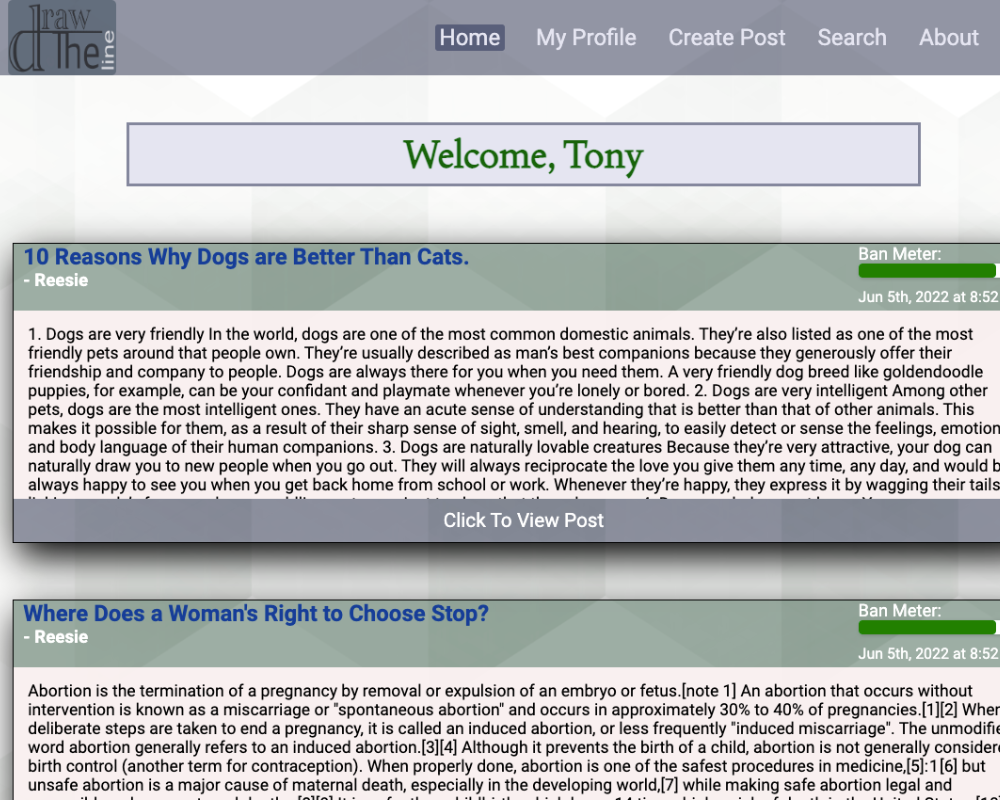 draw
The
line
Home My Profile Create Post Search About
Welcome, Tony
10 Reasons Why Dogs are Better Than Cats.
Ban Meter:
- Reesie
Jun 5th, 2022 at 8:52
1. Dogs are very friendly In the world, dogs are one of the most common domestic animals. They’re also listed as one of the most
friendly pets around that people own. They’re usually described as man’s best companions because they generously offer their
friendship and company to people. Dogs are always there for you when you need them. A very friendly dog breed like goldendoodle
puppies, for example, can be your confidant and playmate whenever you’re lonely or bored. 2. Dogs are very intelligent Among other
pets, dogs are the most intelligent ones. They have an acute sense of understanding that is better than that of other animals. This
makes it possible for them, as a result of their sharp sense of sight, smell, and hearing, to easily detect or sense the feelings, emotion
and body language of their human companions. 3. Dogs are naturally lovable creatures Because they’re very attractive, your dog can
naturally draw you to new people when you go out. They will always reciprocate the love you give them any time, any day, and would b
always happy to see you when you get back home from school or work. Whenever they’re happy, they express it by wagging their tails
Click To View Post
Where Does a Woman's Right to Choose Stop?
Ban Meter:
- Reesie
Jun 5th, 2022 at 8:52
Abortion is the termination of a pregnancy by removal or expulsion of an embryo or fetus.[note 1] An abortion that occurs without
intervention is known as a miscarriage or "spontaneous abortion" and occurs in approximately 30% to 40% of pregnancies.[1][2] When
deliberate steps are taken to end a pregnancy, it is called an induced abortion, or less frequently "induced miscarriage". The unmodifie
word abortion generally refers to an induced abortion.[3][4] Although it prevents the birth of a child, abortion is not generally considere
birth control (another term for contraception). When properly done, abortion is one of the safest procedures in medicine,[5]:1[6] but
unsafe abortion is a major cause of maternal death, especially in the developing world,[7] while making safe abortion legal and